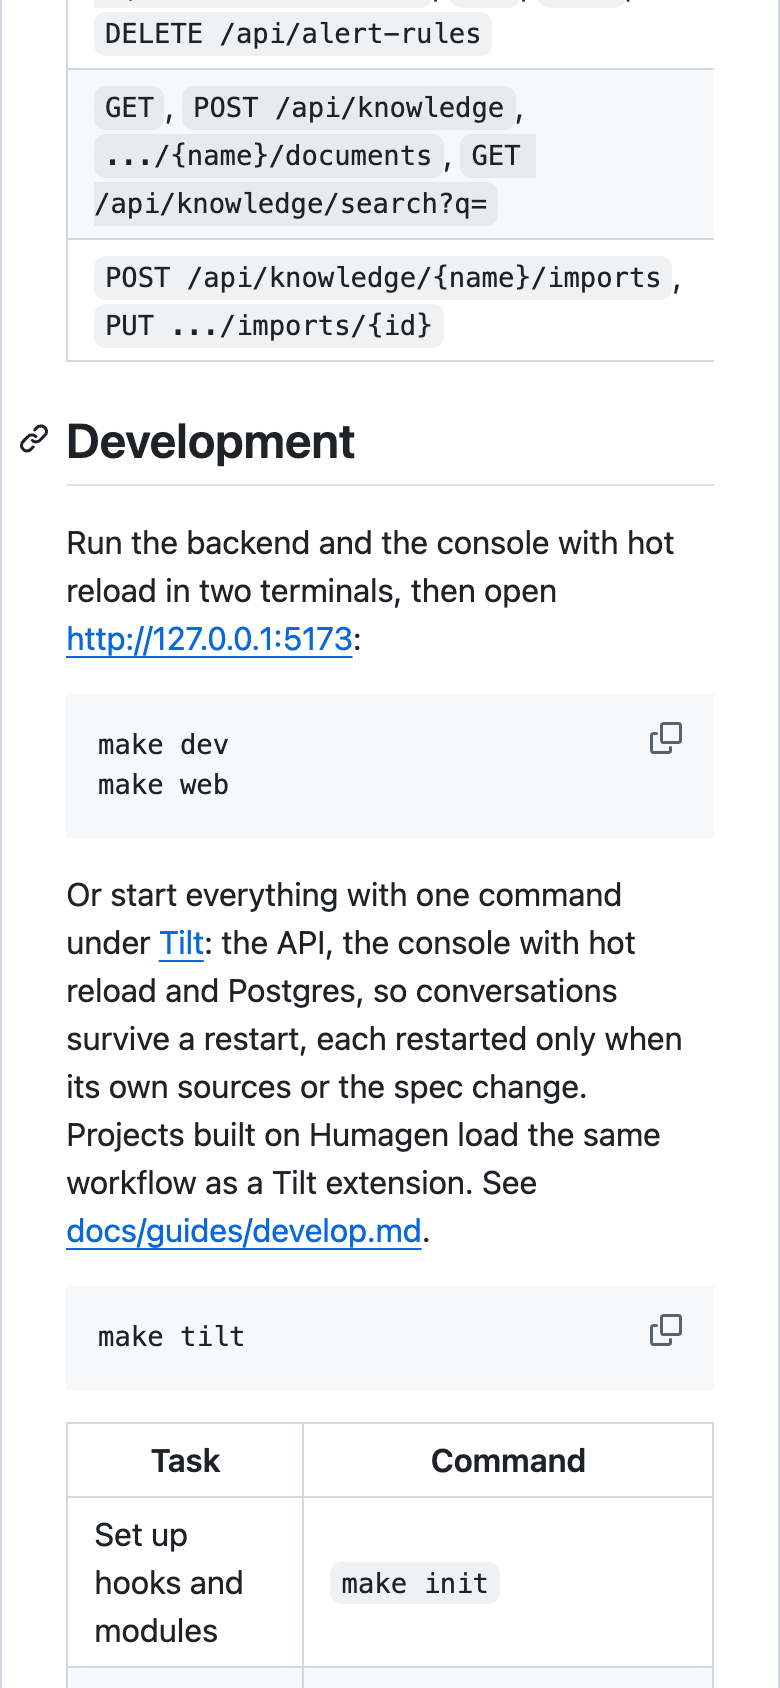 DELETE /api/alert-rules
GET, POST /api/knowledge,
.../{name}/documents, GET
/api/knowledge/search?q=
POST /api/knowledge/{name}/imports,
PUT .../imports/{id}
Development
Run the backend and the console with hot
reload in two terminals, then open
http://127.0.0.1:5173:
make dev
make web
Or start everything with one command
under Tilt: the API, the console with hot
reload and Postgres, so conversations
survive a restart, each restarted only when
its own sources or the spec change.
Projects built on Humagen load the same
workflow as a Tilt extension. See
docs/guides/develop.md.
make tilt
Task
Command
Set up
hooks and
modules
make init